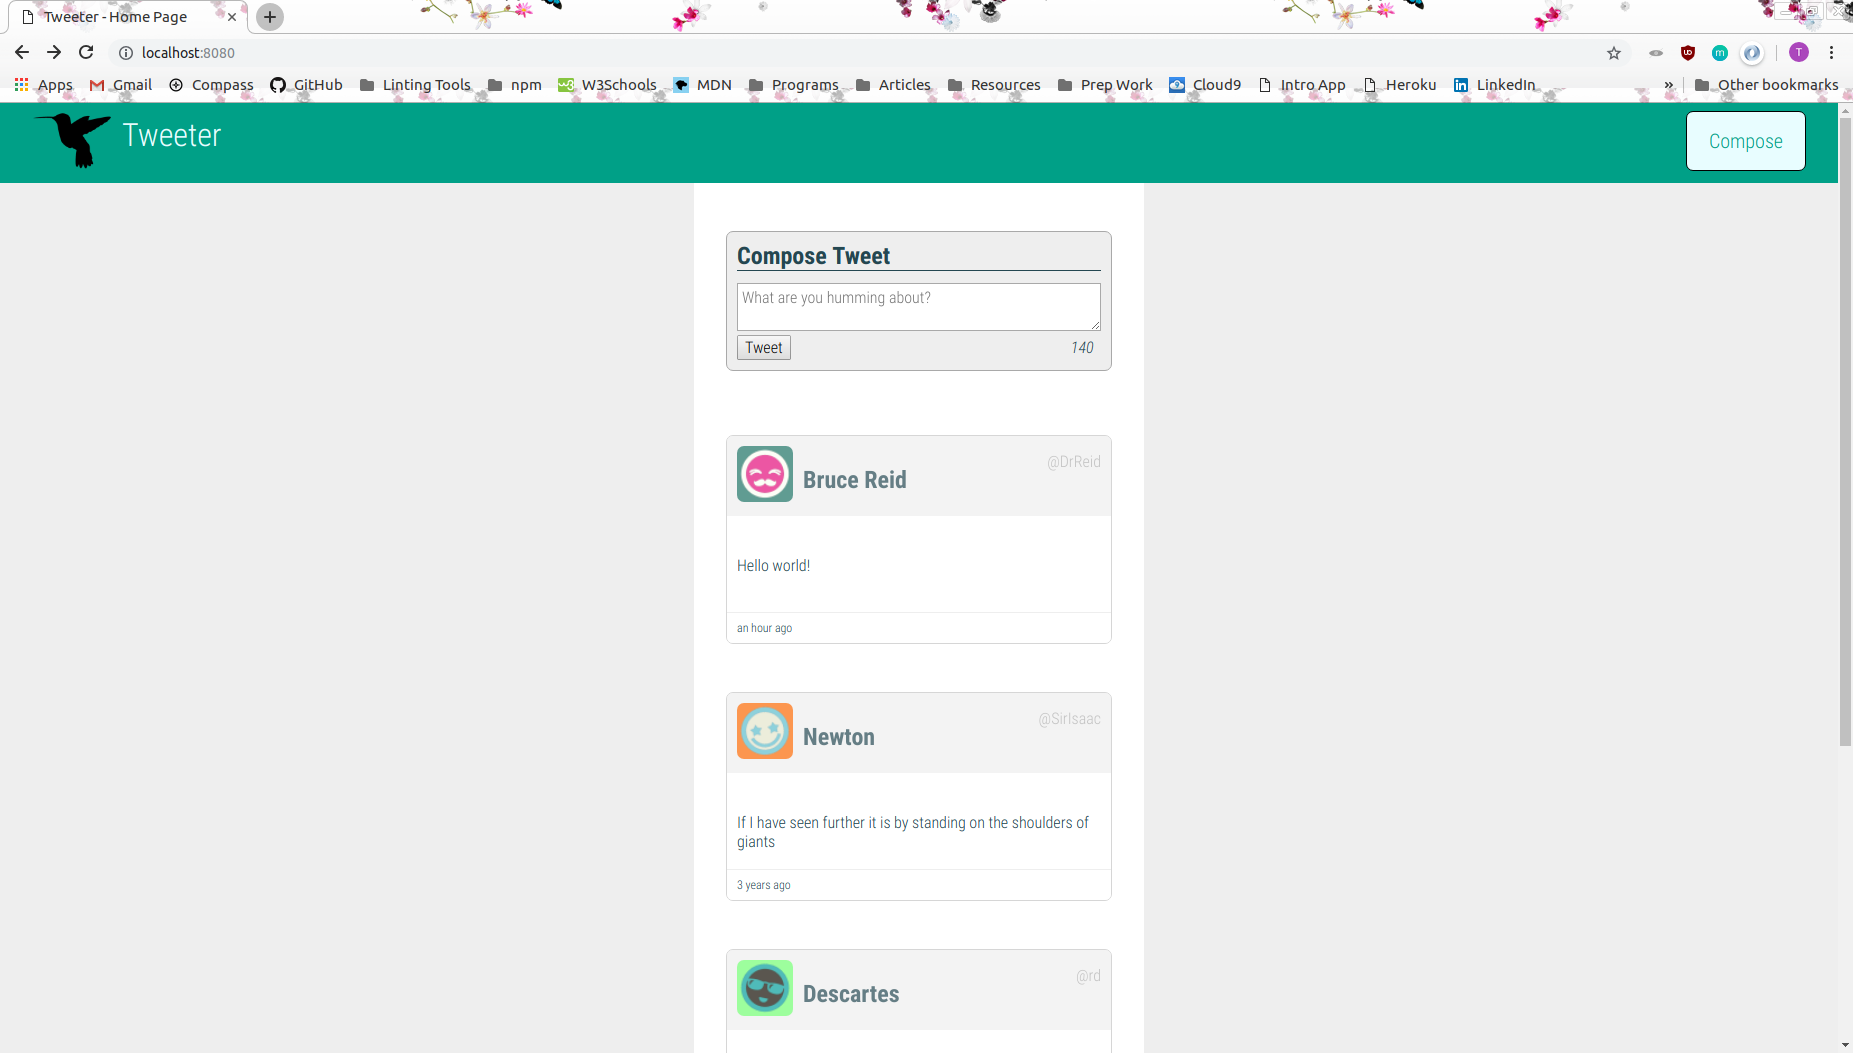 Tweeter - Home Page
localhost:8080
T
Apps Gmail Compass GitHub Linting Tools npm W3Schools MDN Programs Articles Resources Prep Work Cloud9 Intro App Heroku LinkedIn » Other bookmarks
Tweeter
Compose
Compose Tweet
What are you humming about?
Tweet 140
@DrReid
Bruce Reid
Hello world!
an hour ago
@SirIsaac
Newton
If I have seen further it is by standing on the shoulders of
giants
3 years ago
@rd
Descartes